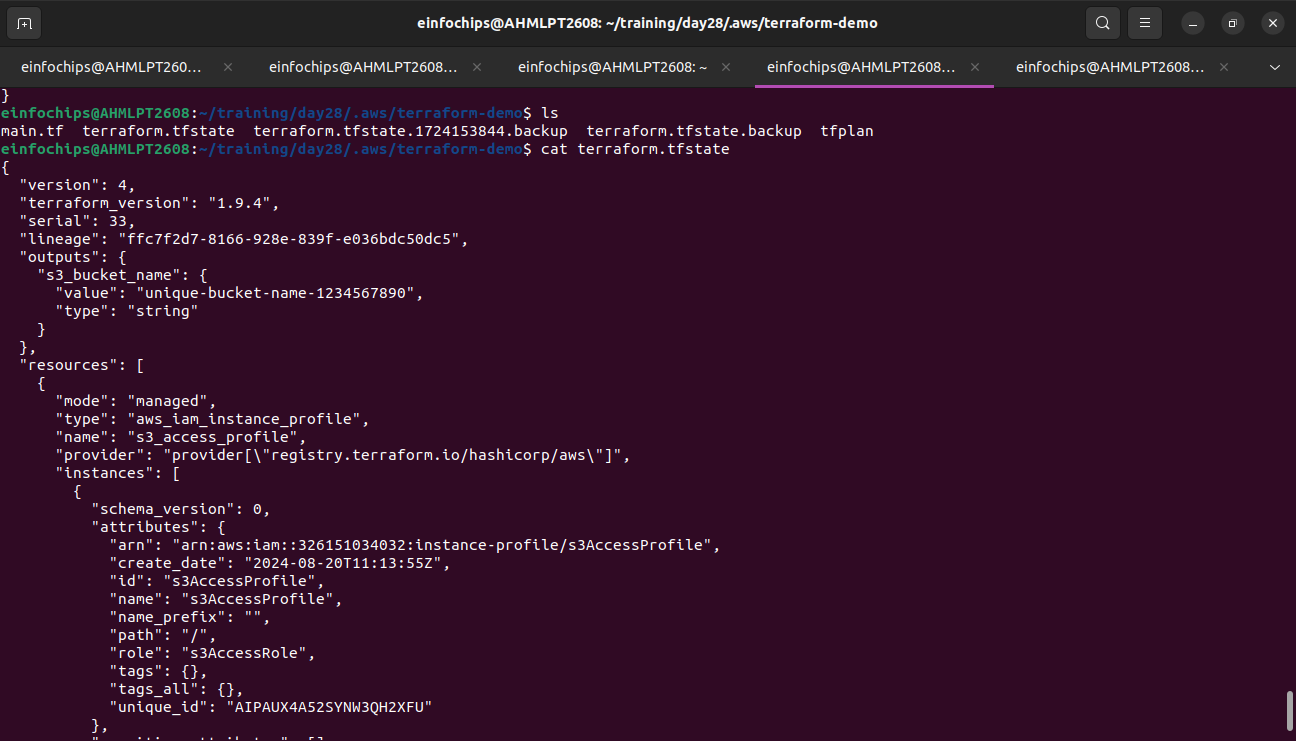 einfochips@AHMLPT2608: ~/training/day28/.aws/terraform-demo
einfochips@AHMLPT260...
einfochips@AHMLPT2608...
einfochips@AHMLPT2608: ~
einfochips@AHMLPT2608...
einfochips@AHMLPT2608...
}
einfochips@AHMLPT2608:~/training/day28/.aws/terraform-demo$ ls
main.tf  terraform.tfstate  terraform.tfstate.1724153844.backup  terraform.tfstate.backup  tfplan
einfochips@AHMLPT2608:~/training/day28/.aws/terraform-demo$ cat terraform.tfstate
{
  "version": 4,
  "terraform_version": "1.9.4",
  "serial": 33,
  "lineage": "ffc7f2d7-8166-928e-839f-e036bdc50dc5",
  "outputs": {
    "s3_bucket_name": {
      "value": "unique-bucket-name-1234567890",
      "type": "string"
    }
  },
  "resources": [
    {
      "mode": "managed",
      "type": "aws_iam_instance_profile",
      "name": "s3_access_profile",
      "provider": "provider[\"registry.terraform.io/hashicorp/aws\"]",
      "instances": [
        {
          "schema_version": 0,
          "attributes": {
            "arn": "arn:aws:iam::326151034032:instance-profile/s3AccessProfile",
            "create_date": "2024-08-20T11:13:55Z",
            "id": "s3AccessProfile",
            "name": "s3AccessProfile",
            "name_prefix": "",
            "path": "/",
            "role": "s3AccessRole",
            "tags": {},
            "tags_all": {},
            "unique_id": "AIPAUX4A52SYNW3QH2XFU"
          },